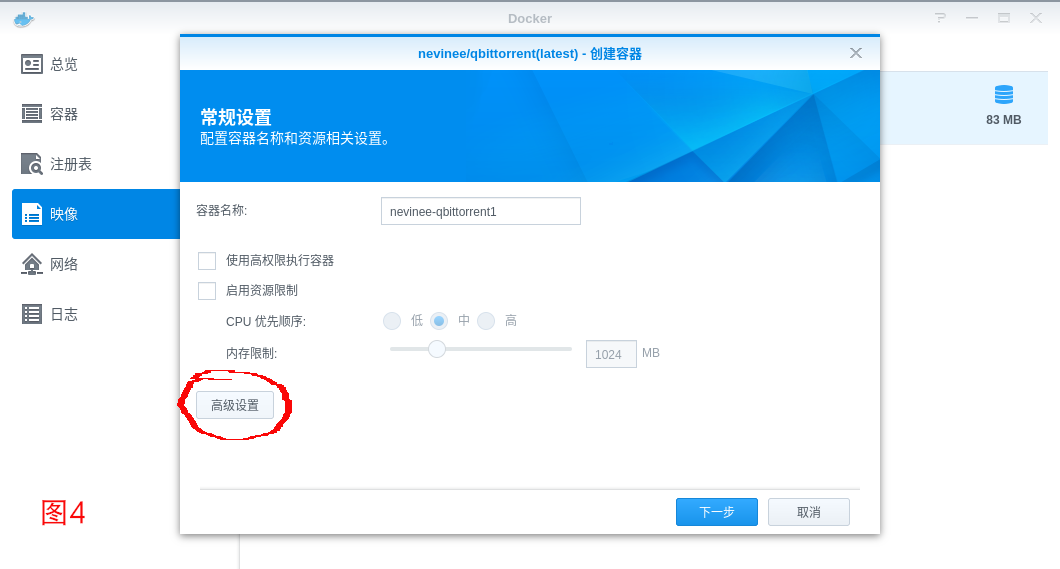 Docker
总览
容器
注册表
映像
网络
日志
83 MB
nevinee/qbittorrent(latest) - 创建容器
常规设置
配置容器名称和资源相关设置。
容器名称: nevinee-qbittorrent1
使用高权限执行容器
启用资源限制
CPU 优先顺序: 低 中 高
内存限制: 1024 MB
高级设置
下一步 取消
图4